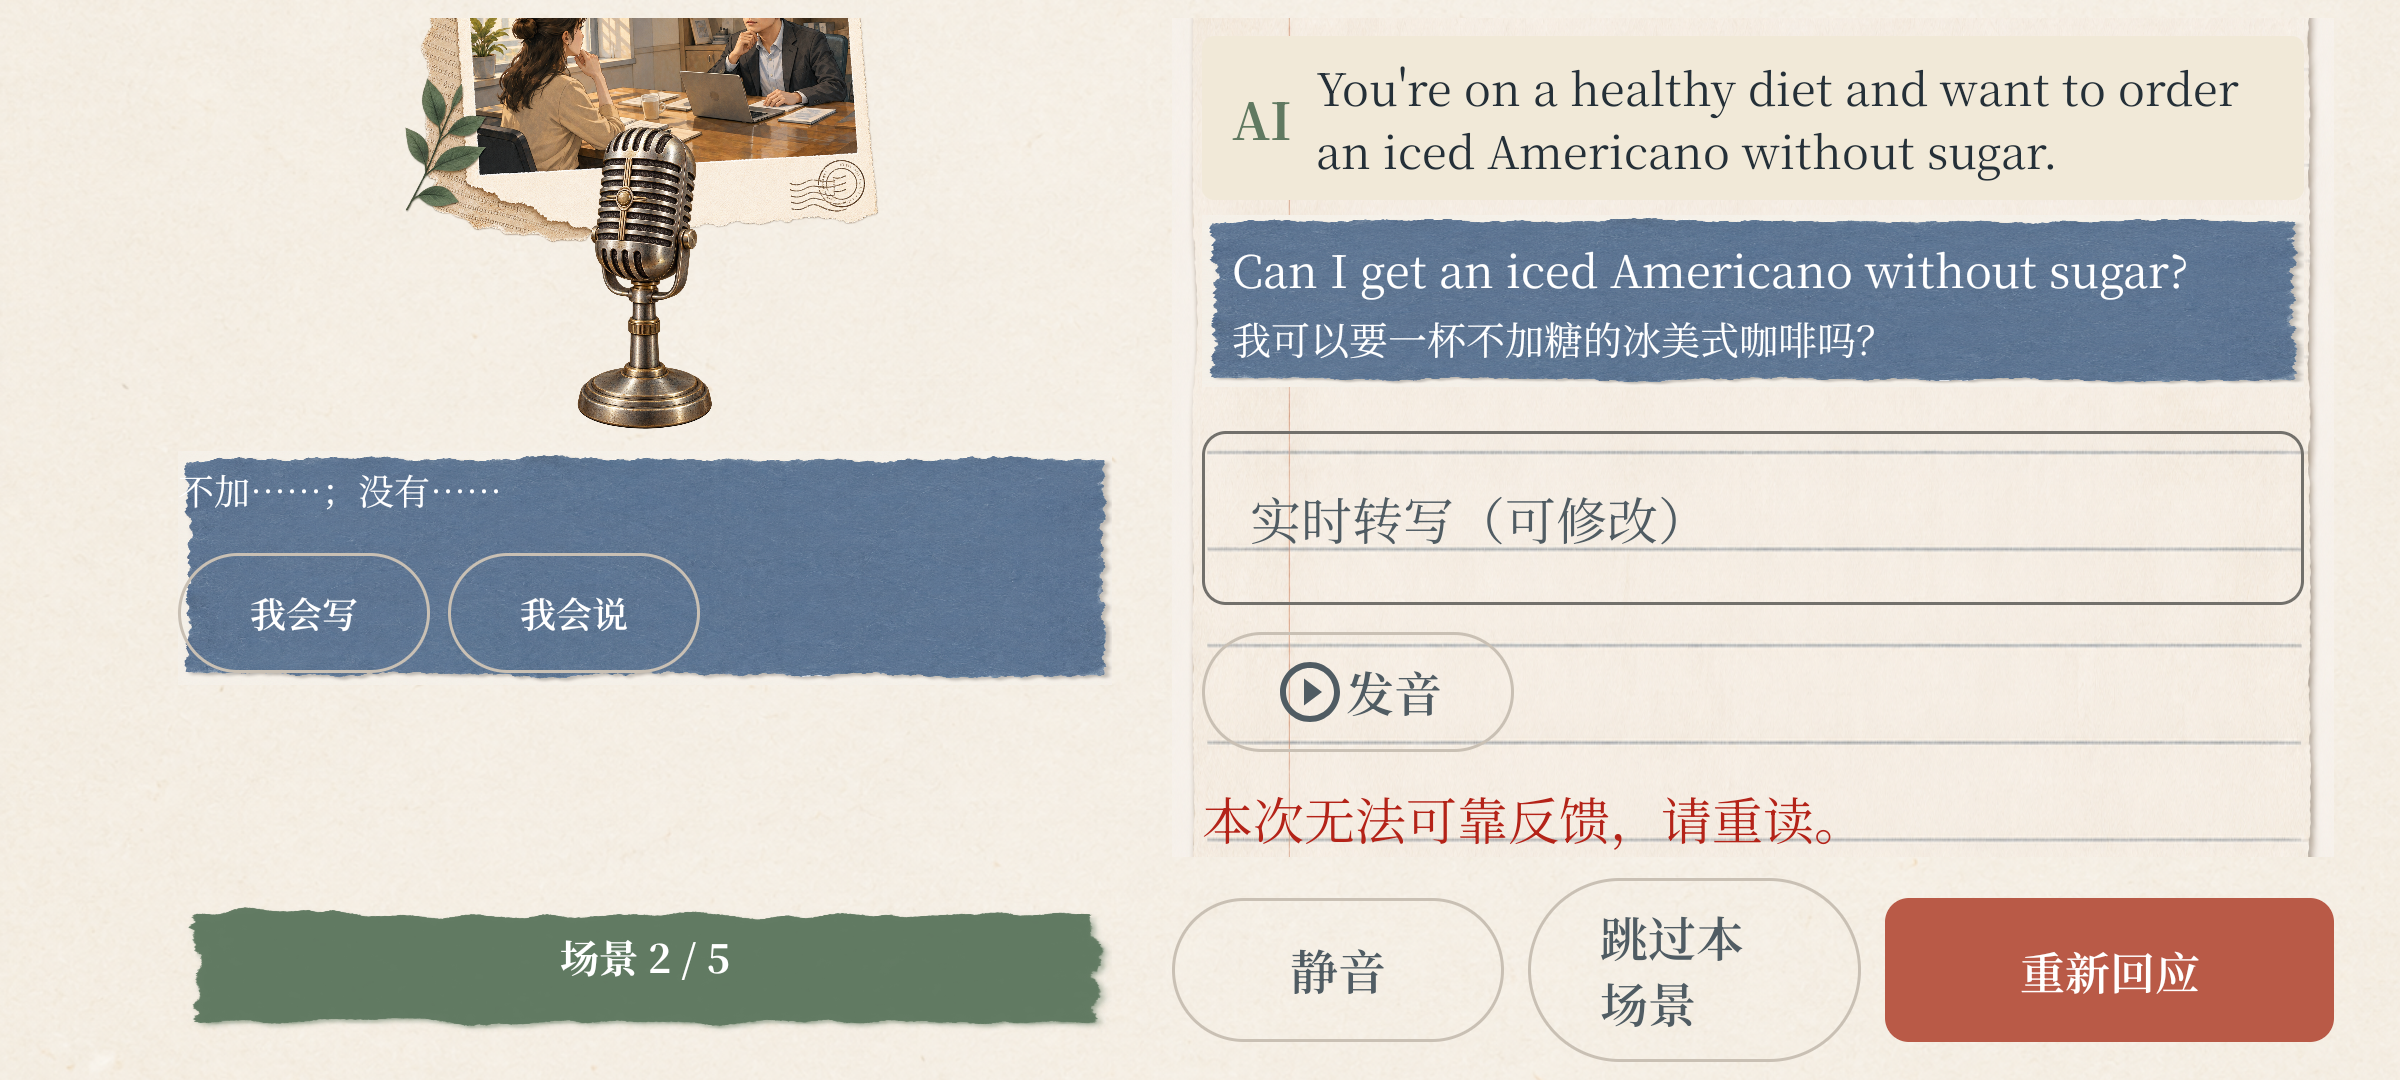 不加……；没有……
我会写
我会说
场景 2 / 5
AI
You're on a healthy diet and want to order
an iced Americano without sugar.
Can I get an iced Americano without sugar?
我可以要一杯不加糖的冰美式咖啡吗？
实时转写（可修改）
发音
本次无法可靠反馈，请重读。
静音
跳过本
场景
重新回应